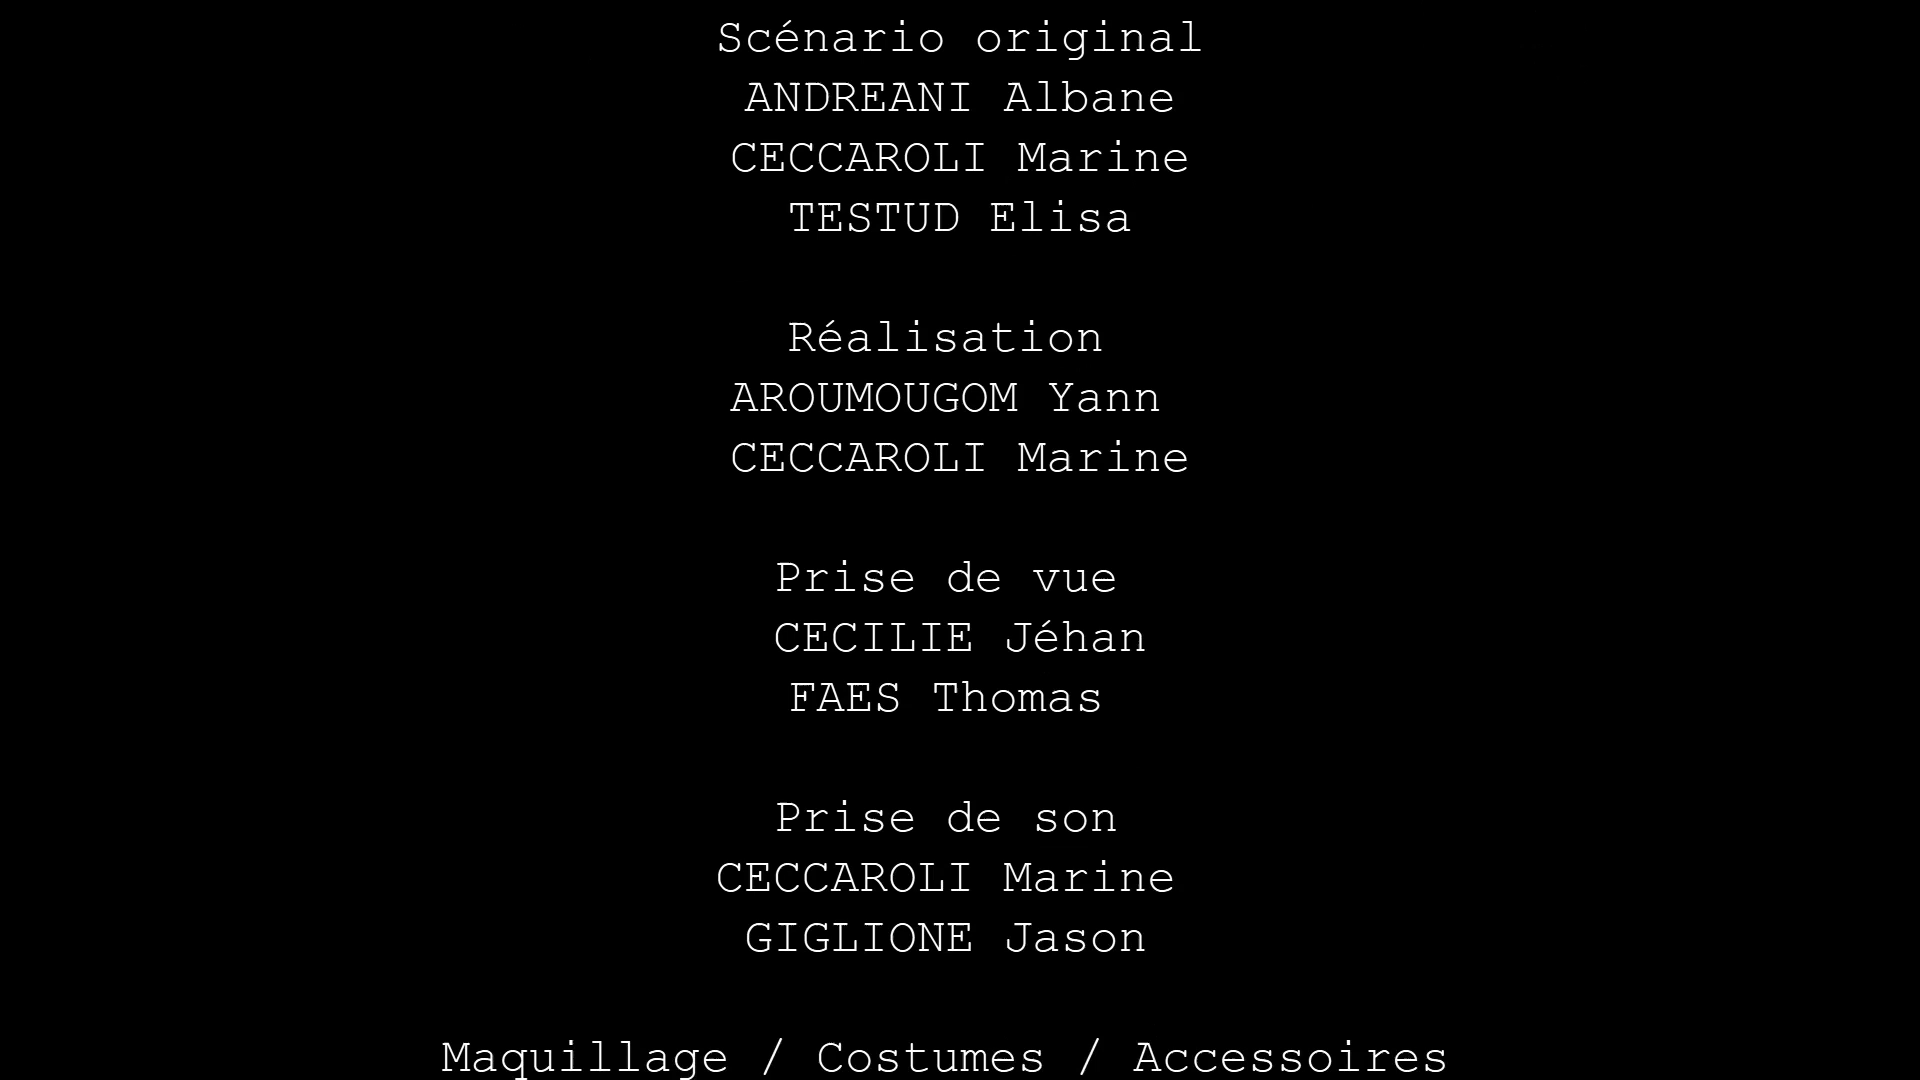 Scénario original
ANDREANI Albane
CECCAROLI Marine
TESTUD Elisa
Réalisation
AROUMOUGOM Yann
CECCAROLI Marine
Prise de vue
CECILIE Jéhan
FAES Thomas
Prise de son
CECCAROLI Marine
GIGLIONE Jason
Maquillage / Costumes / Accessoires